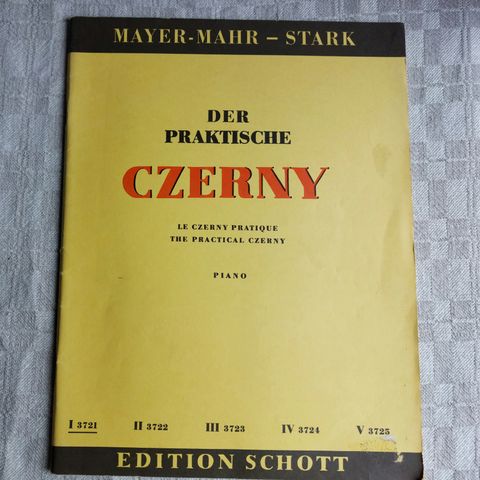 MAYER-MAHR – STARK
DER
PRAKTISCHE
CZERNY
LE CZERNY PRATIQUE
THE PRACTICAL CZERNY
PIANO
I 3721 II 3722 III 3723 IV 3724 V 3725
EDITION SCHOTT